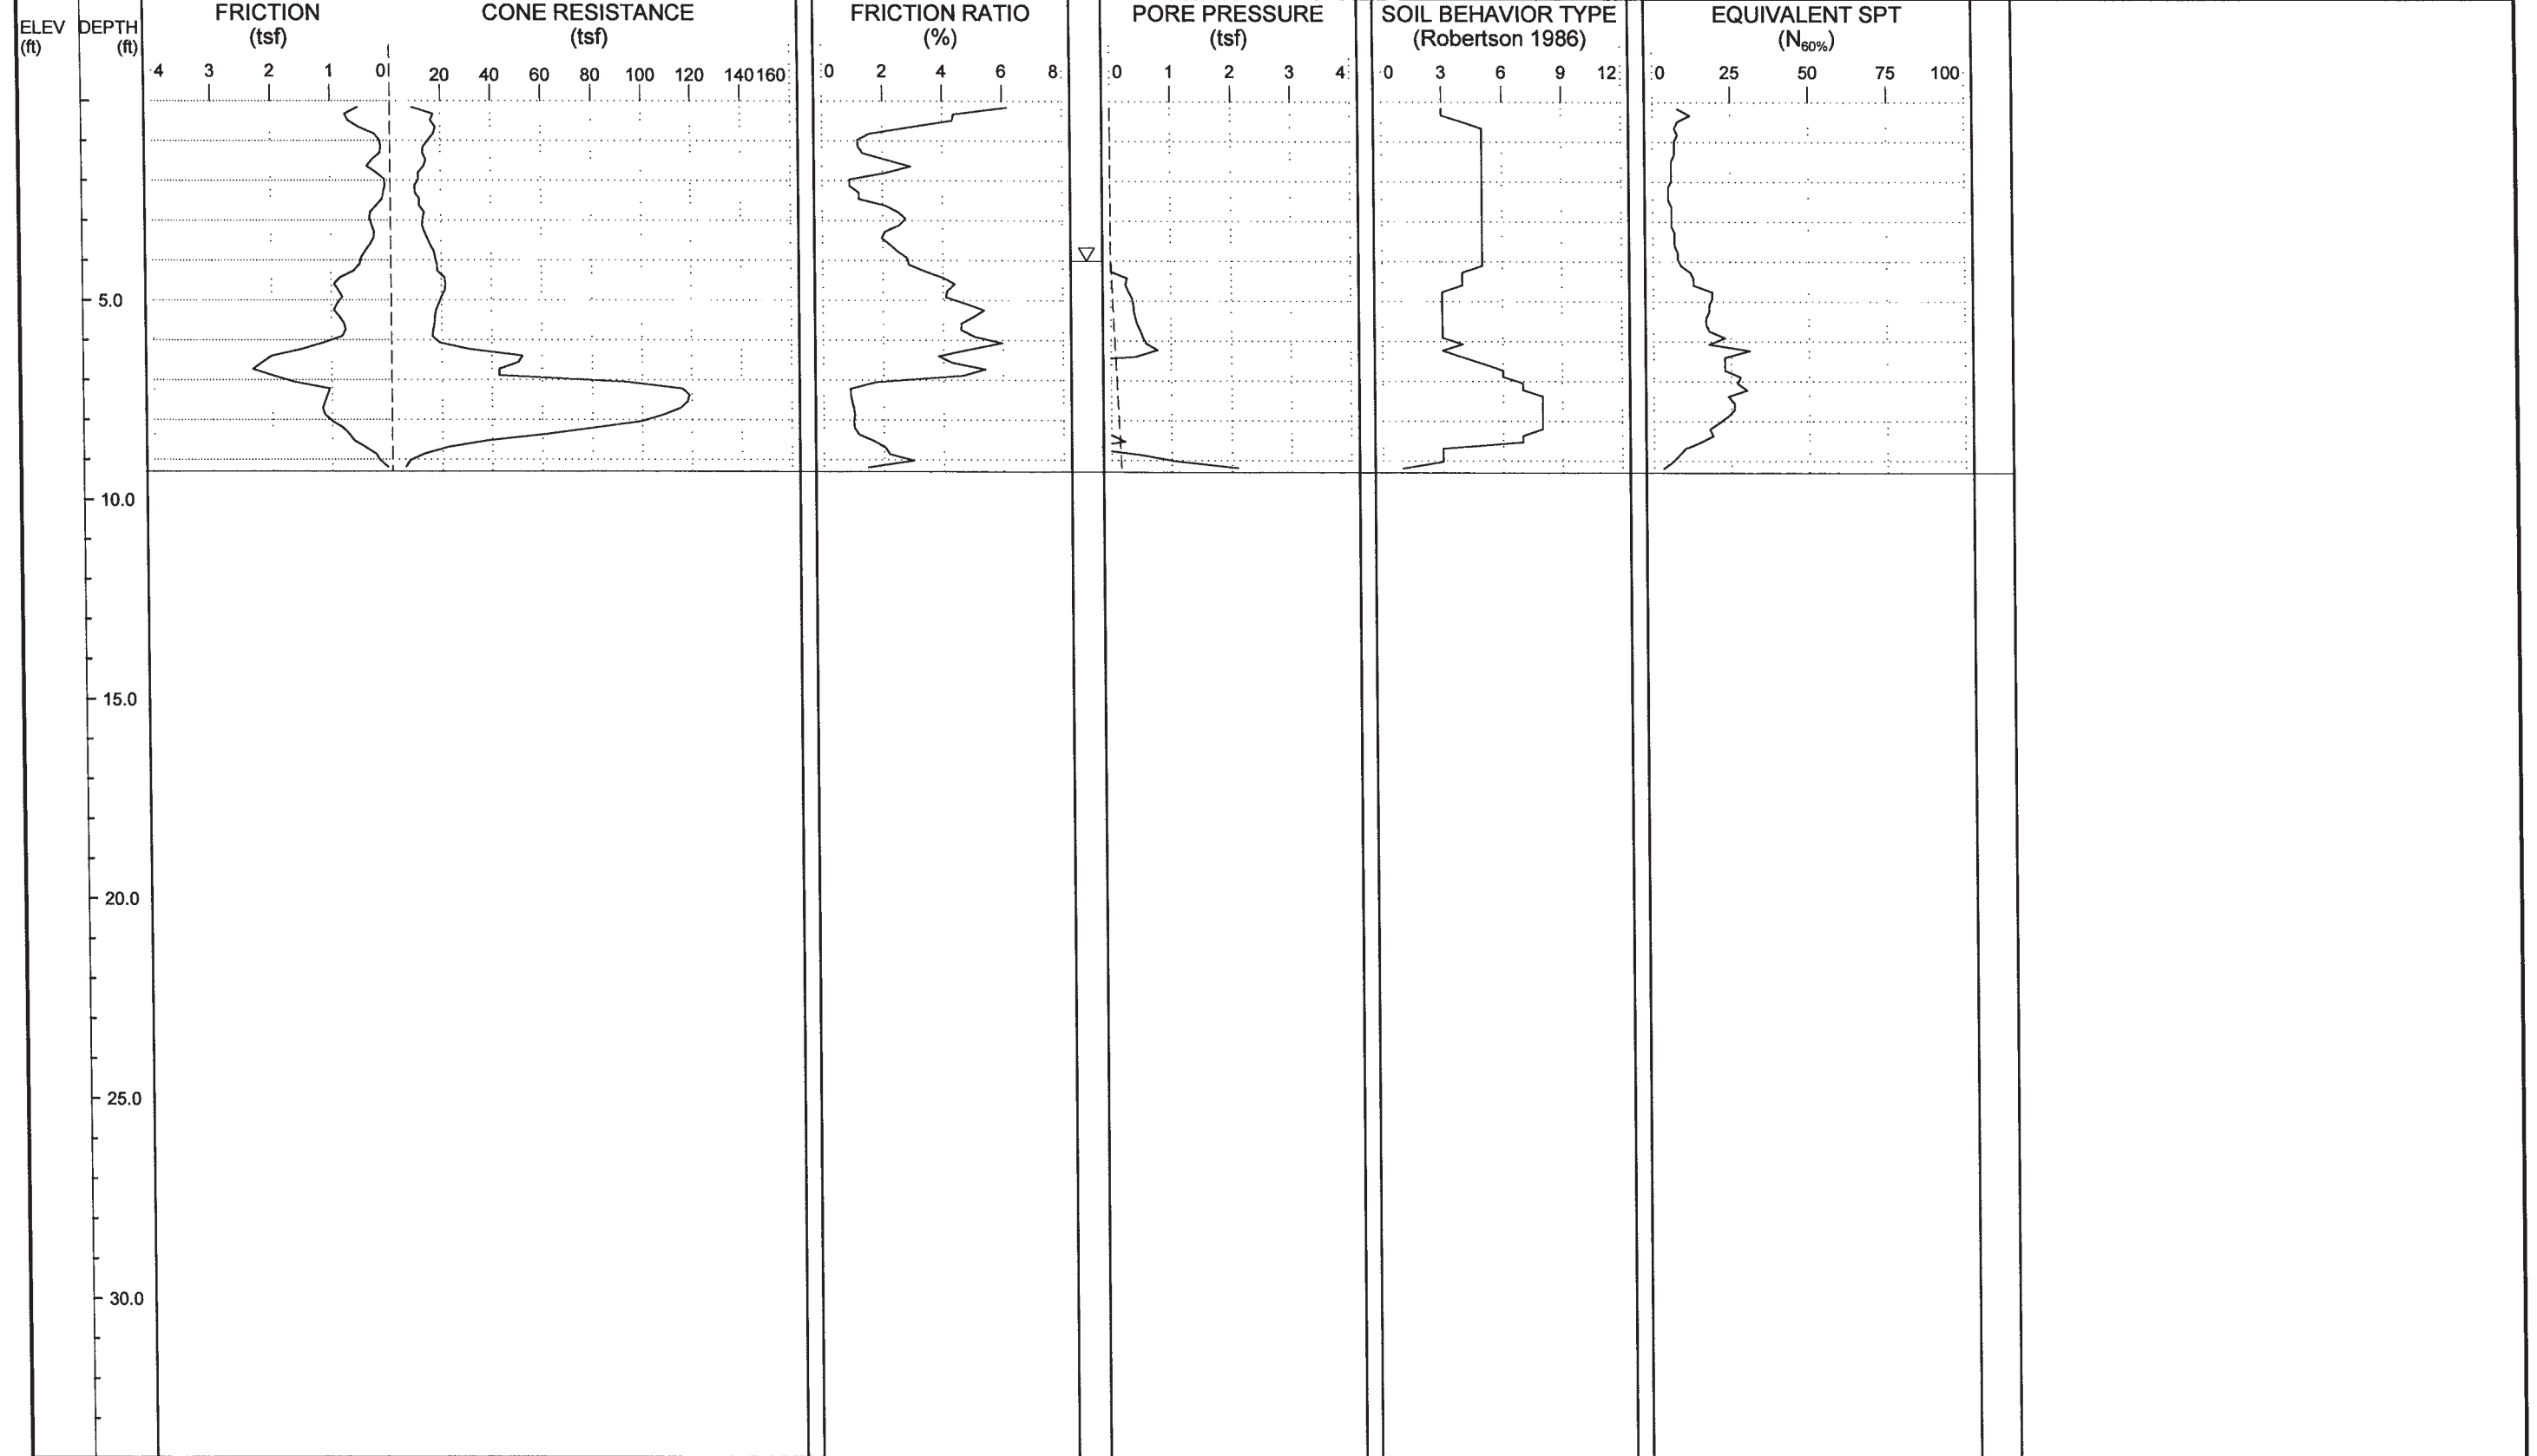 ELEV
(ft)
DEPTH
(ft)
FRICTION
(tsf)
CONE RESISTANCE
(tsf)
FRICTION RATIO
(%)
PORE PRESSURE
(tsf)
SOIL BEHAVIOR TYPE
(Robertson 1986)
EQUIVALENT SPT
(N60%)
4 3 2 1 0 20 40 60 80 100 120 140 160
0 2 4 6 8
0 1 2 3 4
0 3 6 9 12
0 25 50 75 100
5.0
10.0
15.0
20.0
25.0
30.0